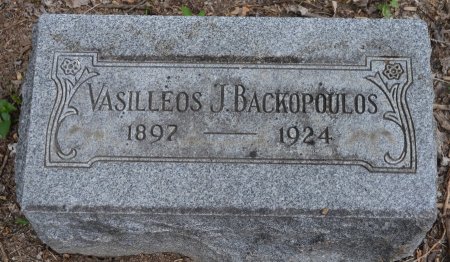 VASILLEOS J. BACKOPOULOS
1897 — 1924